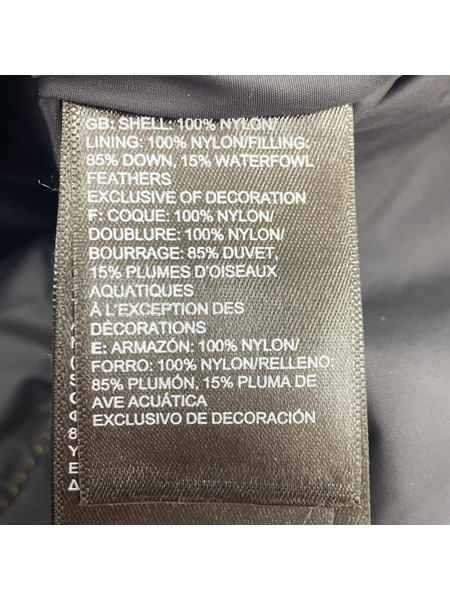 GB: SHELL: 100% NYLON/
LINING: 100% NYLON/FILLING,
85% DOWN, 15% WATERFOWL
FEATHERS
EXCLUSIVE OF DECORATION
F: COQUE: 100% NYLON/
DOUBLURE: 100% NYLON/
BOURRAGE: 85% DUVET,
15% PLUMES D'OISEAUX
AQUATIQUES
À L'EXCEPTION DES
DÉCORATIONS
E: ARMAZÓN: 100% NYLON/
FORRO: 100% NYLON/RELLENO:
85% PLUMÓN, 15% PLUMA DE
AVE ACUÁTICA
EXCLUSIVO DE DECORACIÓN